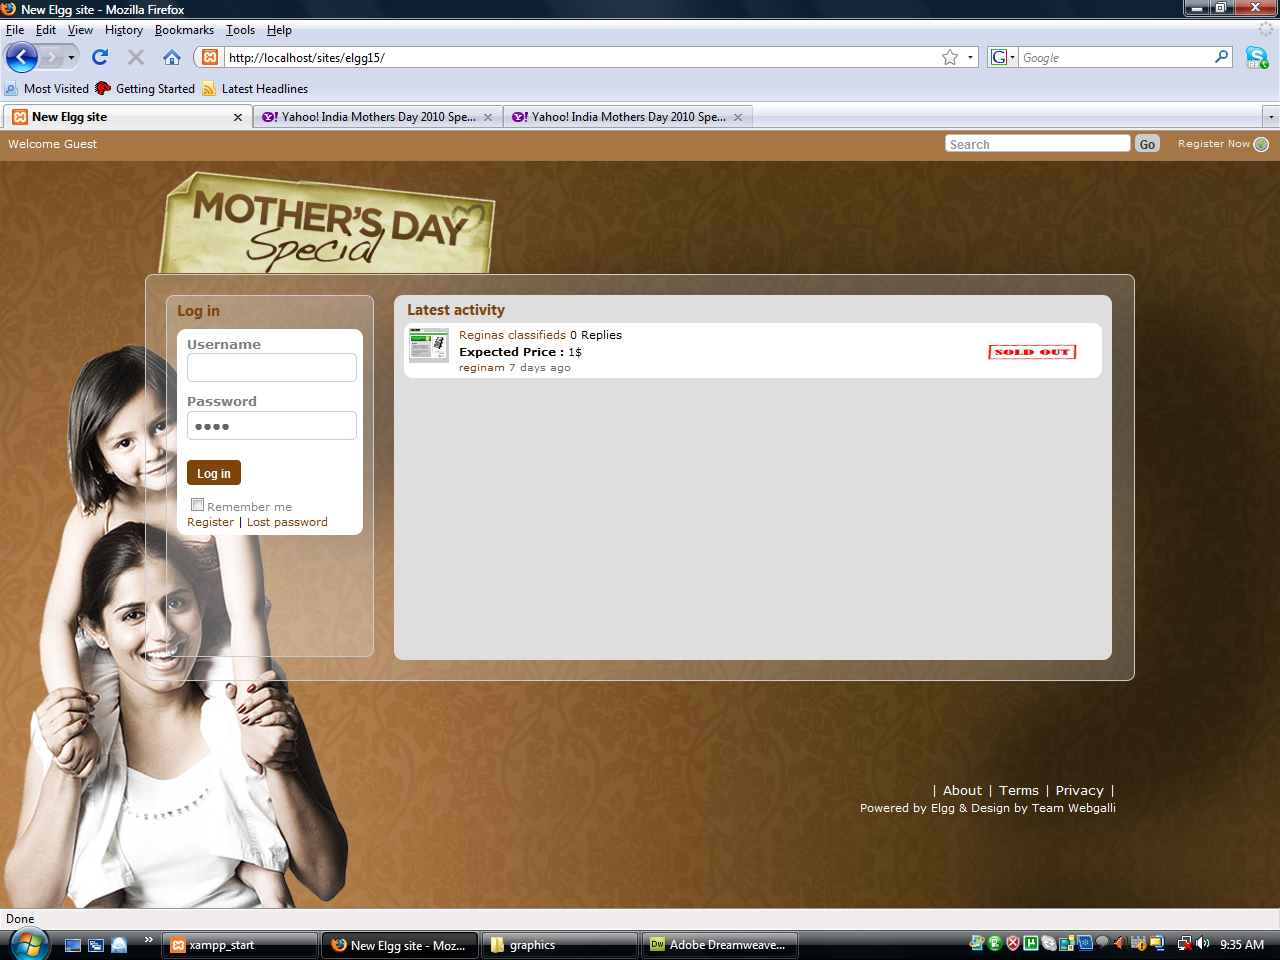 New Elgg site - Mozilla Firefox
File Edit View History Bookmarks Tools Help
http://localhost/sites/elgg15/
Google
Most Visited Getting Started Latest Headlines
New Elgg site
Yahoo! India Mothers Day 2010 Spe...
Yahoo! India Mothers Day 2010 Spe...
Welcome Guest
Search
Go
Register Now
MOTHER'S DAY
Special
Log in
Username
Password
Log in
Remember me
Register | Lost password
Latest activity
Reginas classifieds 0 Replies
Expected Price : 1$
reginam 7 days ago
SOLD OUT
| About | Terms | Privacy |
Powered by Elgg & Design by Team Webgalli
Done
xampp_start
New Elgg site - Moz...
graphics
Adobe Dreamweave...
9:35 AM